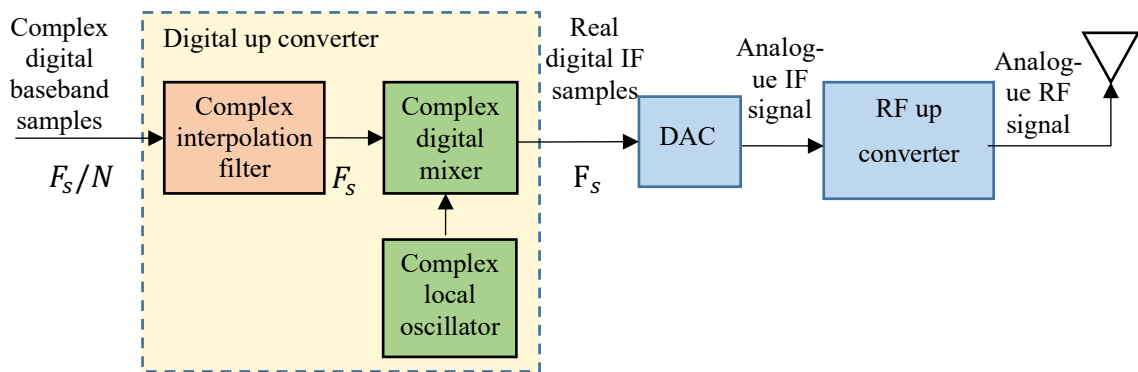 Complex
digital
baseband
samples
F_s/N
Digital up converter
Complex
interpolation
filter
F_s
Complex
digital
mixer
Complex
local
oscillator
Real
digital IF
samples
F_s
DAC
Analog-
ue IF
signal
RF up
converter
Analog-
ue RF
signal